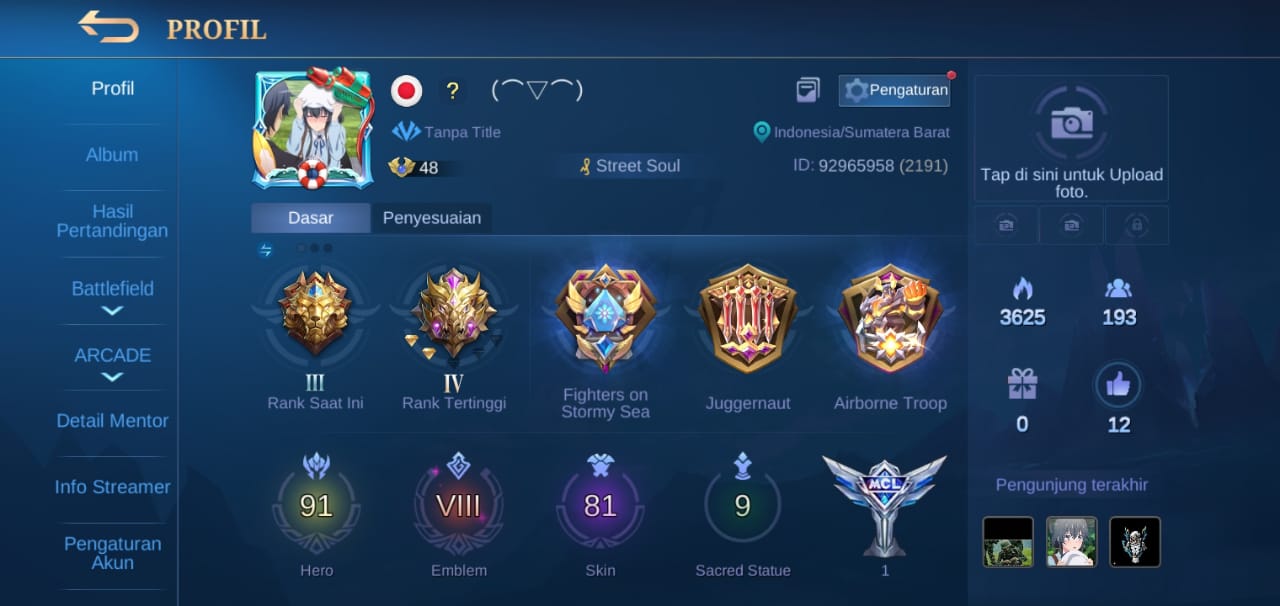 PROFIL
Profil
Album
Hasil
Pertandingan
Battlefield
ARCADE
Detail Mentor
Info Streamer
Pengaturan
Akun
? (⌒▽⌒)
Pengaturan
Tanpa Title
Indonesia/Sumatera Barat
48
Street Soul
ID: 92965958 (2191)
Dasar
Penyesuaian
III
Rank Saat Ini
IV
Rank Tertinggi
Fighters on
Stormy Sea
Juggernaut
Airborne Troop
91
Hero
VIII
Emblem
81
Skin
9
Sacred Statue
MCL
1
Tap di sini untuk Upload
foto.
3625
193
0
12
Pengunjung terakhir